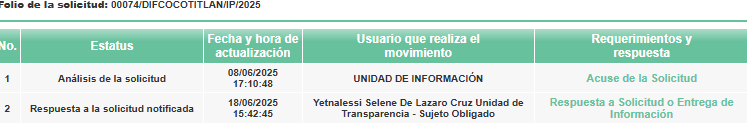 Folio de la solicitud: 00074/DIFCOCOTITLAN/IP/2025
No. Estatus Fecha y hora de actualización Usuario que realiza el movimiento Requerimientos y respuesta
1 Análisis de la solicitud 08/06/2025 17:10:48 UNIDAD DE INFORMACIÓN Acuse de la Solicitud
2 Respuesta a la solicitud notificada 18/06/2025 15:42:45 Yetnalessi Selene De Lazaro Cruz Unidad de Transparencia - Sujeto Obligado Respuesta a Solicitud o Entrega de Información